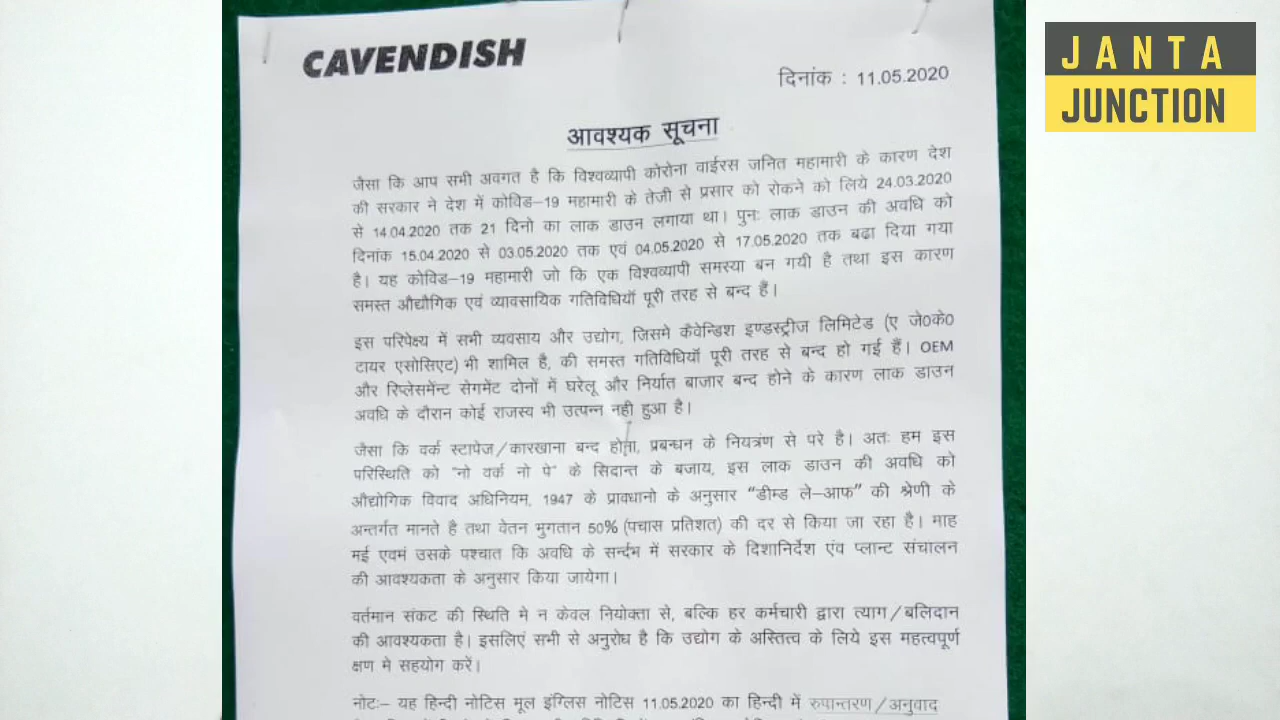 CAVENDISH
JANTA
JUNCTION
दिनांक : 11.05.2020
आवश्यक सूचना
जैसा कि आप सभी अवगत है कि विश्वव्यापी कोरोना वाईरस जनित महामारी के कारण देश
की सरकार ने देश में कोविड–19 महामारी के तेजी से प्रसार को रोकने को लिये 24.03.2020
से 14.04.2020 तक 21 दिनो का लाक डाउन लगाया था। पुनः लाक डाउन की अवधि को
दिनांक 15.04.2020 से 03.05.2020 तक एवं 04.05.2020 से 17.05.2020 तक बढा दिया गया
है। यह कोविड–19 महामारी जो कि एक विश्वव्यापी समस्या बन गयी है तथा इस कारण
समस्त औद्यौगिक एवं व्यावसायिक गतिविधियॉ पूरी तरह से बन्द हैं।
इस परिपेक्ष्य में सभी व्यवसाय और उद्योग, जिसमे कैवेन्डिश इण्डस्ट्रीज लिमिटेड (ए जे0के0
टायर एसोसिएट) भी शामिल है, की समस्त गतिविधियॉ पूरी तरह से बन्द हो गई हैं। OEM
और रिप्लेसमेंन्ट सेगमेंट दोनों में घरेलू और निर्यात बाजार बन्द होने के कारण लाक डाउन
अवधि के दौरान कोई राजस्व भी उत्पन्न नही हुआ है।
जैसा कि वर्क स्टापेज/कारखाना बन्द होना, प्रबन्धन के नियत्रंण से परे है। अतः हम इस
परिस्थिति को "नो वर्क नो पे" के सिदान्त के बजाय, इस लाक डाउन की अवधि को
औद्योगिक विवाद अधिनियम, 1947 के प्रावधानो के अनुसार “डीम्ड ले–आफ” की श्रेणी के
अन्तर्गत मानते है तथा वेतन भुगतान 50% (पचास प्रतिशत) की दर से किया जा रहा है। माह
मई एवमं उसके पश्चात कि अवधि के सर्न्दभ में सरकार के दिशानिर्देश एंव प्लान्ट संचालन
की आवश्यकता के अनुसार किया जायेगा।
वर्तमान संकट की स्थिति मे न केवल नियोक्ता से, बल्कि हर कर्मचारी द्वारा त्याग/बलिदान
की आवश्यकता है। इसलिएं सभी से अनुरोध है कि उद्योग के अस्तित्व के लिये इस महत्वपूर्ण
क्षण मे सहयोग करें।
नोटः– यह हिन्दी नोटिस मूल इंग्लिस नोटिस 11.05.2020 का हिन्दी में रुपान्तरण/अनुवाद